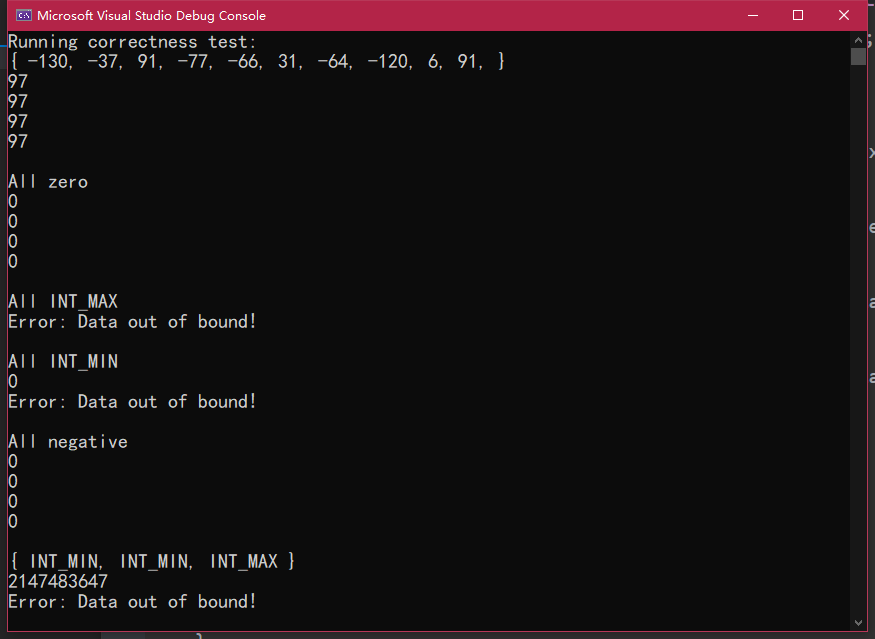 Microsoft Visual Studio Debug Console
Running correctness test:
{ -130, -37, 91, -77, -66, 31, -64, -120, 6, 91, }
97
97
97
97
All zero
0
0
0
0
All INT_MAX
Error: Data out of bound!
All INT_MIN
0
Error: Data out of bound!
All negative
0
0
0
0
{ INT_MIN, INT_MIN, INT_MAX }
2147483647
Error: Data out of bound!